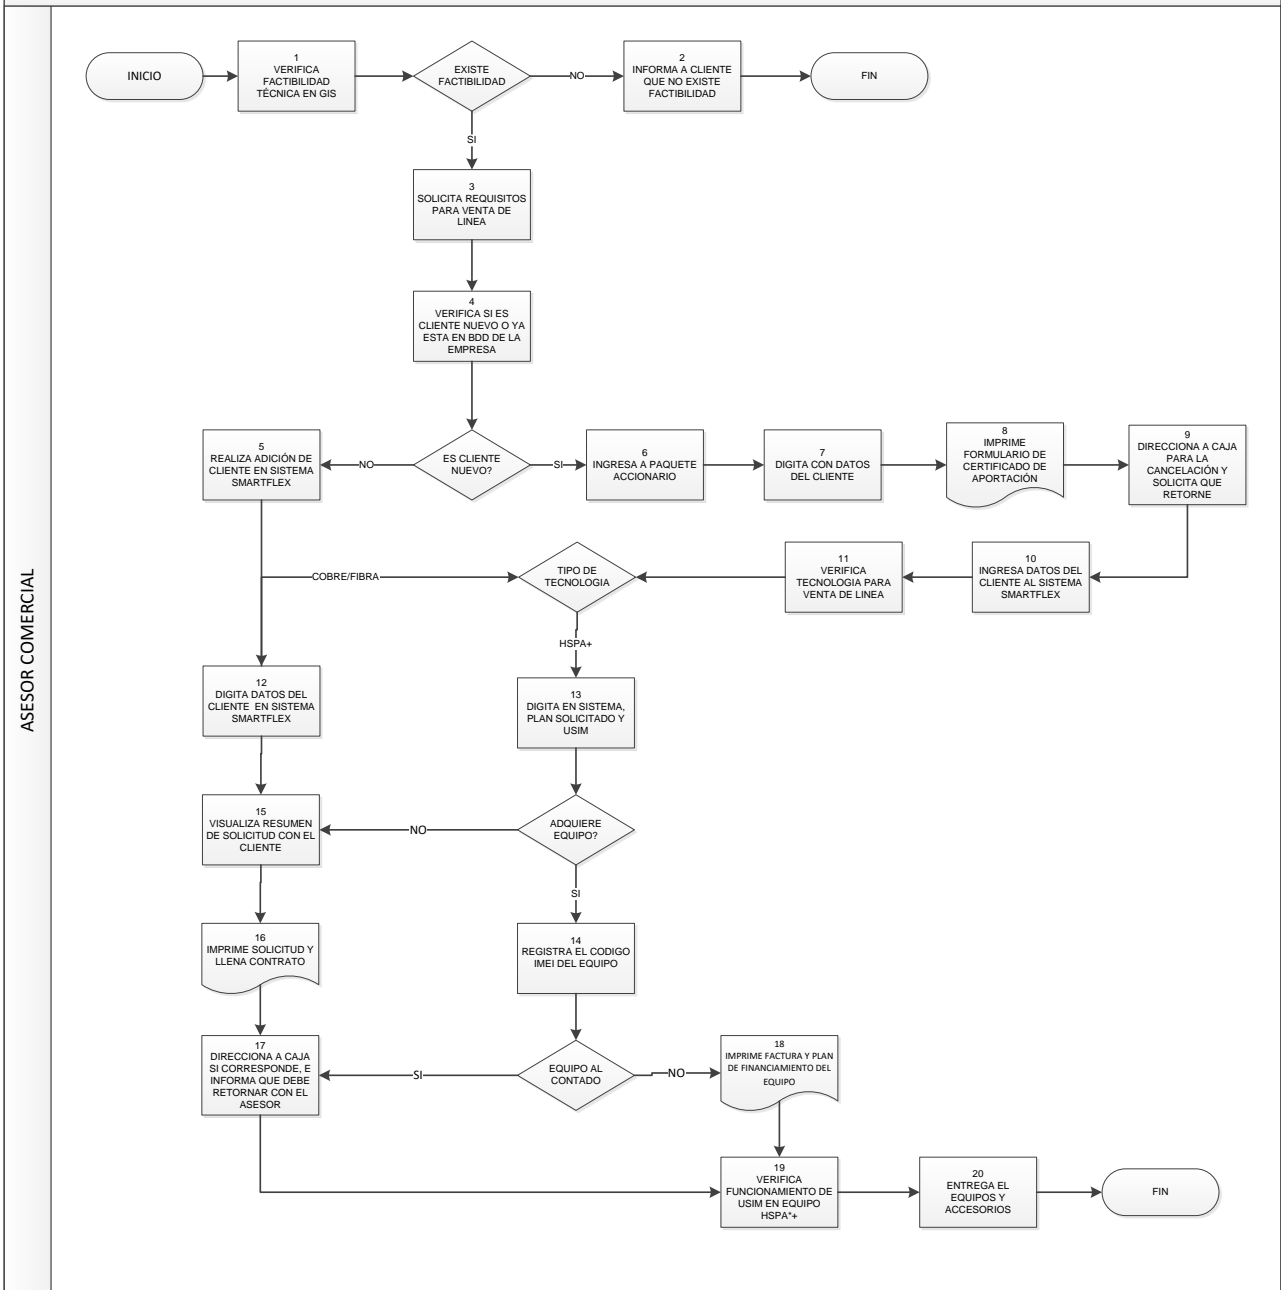 ASESOR COMERCIAL
INICIO
1
VERIFICA
FACTIBILIDAD
TÉCNICA EN GIS
EXISTE
FACTIBILIDAD
NO
2
INFORMA A CLIENTE
QUE NO EXISTE
FACTIBILIDAD
FIN
SI
3
SOLICITA REQUISITOS
PARA VENTA DE
LINEA
4
VERIFICA SI ES
CLIENTE NUEVO O YA
ESTA EN BDD DE LA
EMPRESA
5
REALIZA ADICIÓN DE
CLIENTE EN SISTEMA
SMARTFLEX
NO
ES CLIENTE
NUEVO?
SI
6
INGRESA A PAQUETE
ACCIONARIO
7
DIGITA CON DATOS
DEL CLIENTE
8
IMPRIME
FORMULARIO DE
CERTIFICADO DE
APORTACIÓN
9
DIRECCIONA A CAJA
PARA LA
CANCELACIÓN Y
SOLICITA QUE
RETORNE
COBRE/FIBRA
TIPO DE
TECNOLOGIA
11
VERIFICA
TECNOLOGIA PARA
VENTA DE LINEA
10
INGRESA DATOS DEL
CLIENTE AL SISTEMA
SMARTFLEX
HSPA+
12
DIGITA DATOS DEL
CLIENTE EN SISTEMA
SMARTFLEX
13
DIGITA EN SISTEMA,
PLAN SOLICITADO Y
USIM
15
VISUALIZA RESUMEN
DE SOLICITUD CON EL
CLIENTE
NO
ADQUIERE
EQUIPO?
SI
16
IMPRIME SOLICITUD Y
LLENA CONTRATO
14
REGISTRA EL CODIGO
IMEI DEL EQUIPO
17
DIRECCIONA A CAJA
SI CORRESPONDE, E
INFORMA QUE DEBE
RETORNAR CON EL
ASESOR
SI
EQUIPO AL
CONTADO
NO
18
IMPRIME FACTURA Y PLAN
DE FINANCIAMIENTO DEL
EQUIPO
19
VERIFICA
FUNCIONAMIENTO DE
USIM EN EQUIPO
HSPA*+
20
ENTREGA EL
EQUIPOS Y
ACCESORIOS
FIN